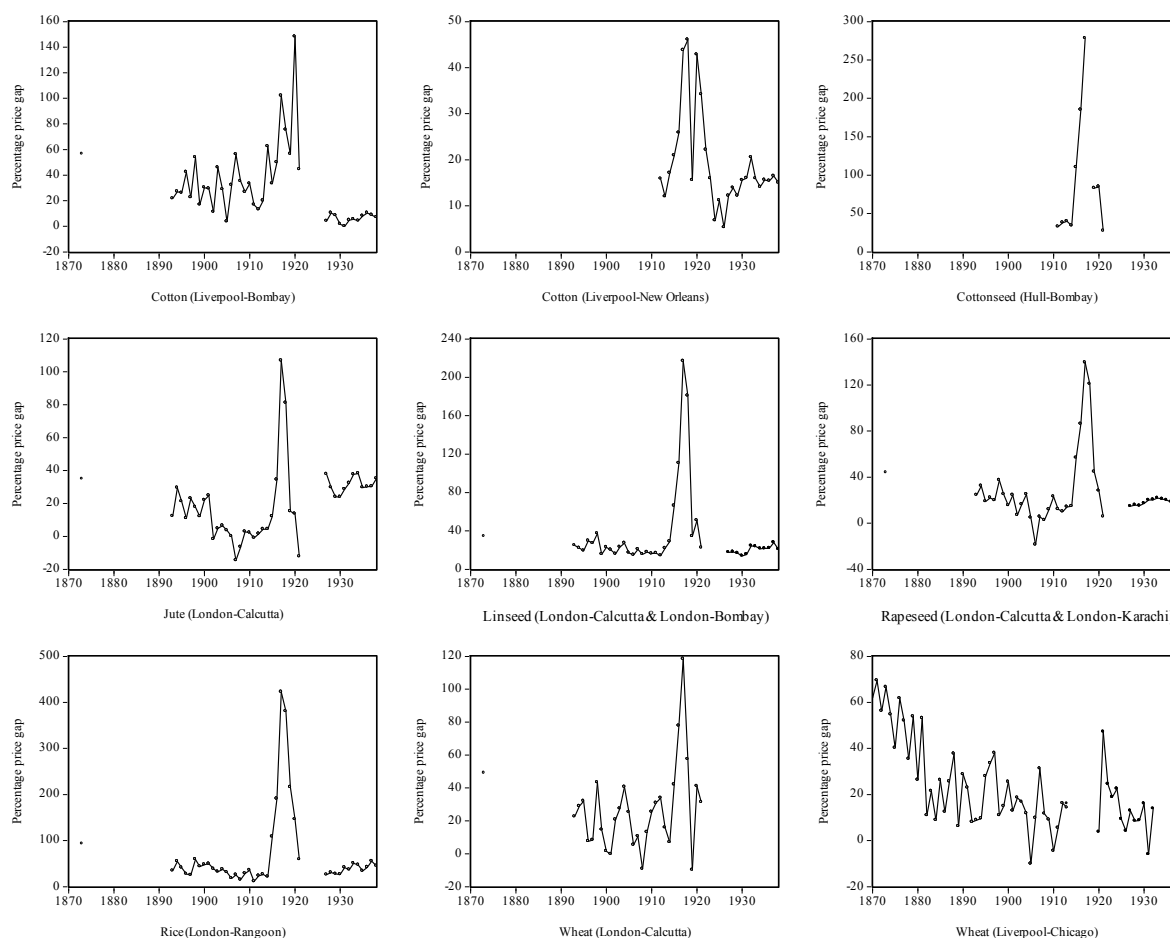 Percentage price gap
160
140
120
100
80
60
40
20
0
-20
1870 1880 1890 1900 1910 1920 1930
Cotton (Liverpool-Bombay)
Percentage price gap
50
40
30
20
10
0
1870 1880 1890 1900 1910 1920 1930
Cotton (Liverpool-New Orleans)
Percentage price gap
300
250
200
150
100
50
0
1870 1880 1890 1900 1910 1920 1930
Cottonseed (Hull-Bombay)
Percentage price gap
120
100
80
60
40
20
0
-20
1870 1880 1890 1900 1910 1920 1930
Jute (London-Calcutta)
Percentage price gap
240
200
160
120
80
40
0
1870 1880 1890 1900 1910 1920 1930
Linseed (London-Calcutta & London-Bombay)
Percentage price gap
160
120
80
40
0
-40
1870 1880 1890 1900 1910 1920 1930
Rapeseed (London-Calcutta & London-Karachi
Percentage price gap
500
400
300
200
100
0
1870 1880 1890 1900 1910 1920 1930
Rice (London-Rangoon)
Percentage price gap
120
100
80
60
40
20
0
-20
1870 1880 1890 1900 1910 1920 1930
Wheat (London-Calcutta)
Percentage price gap
80
60
40
20
0
-20
1870 1880 1890 1900 1910 1920 1930
Wheat (Liverpool-Chicago)